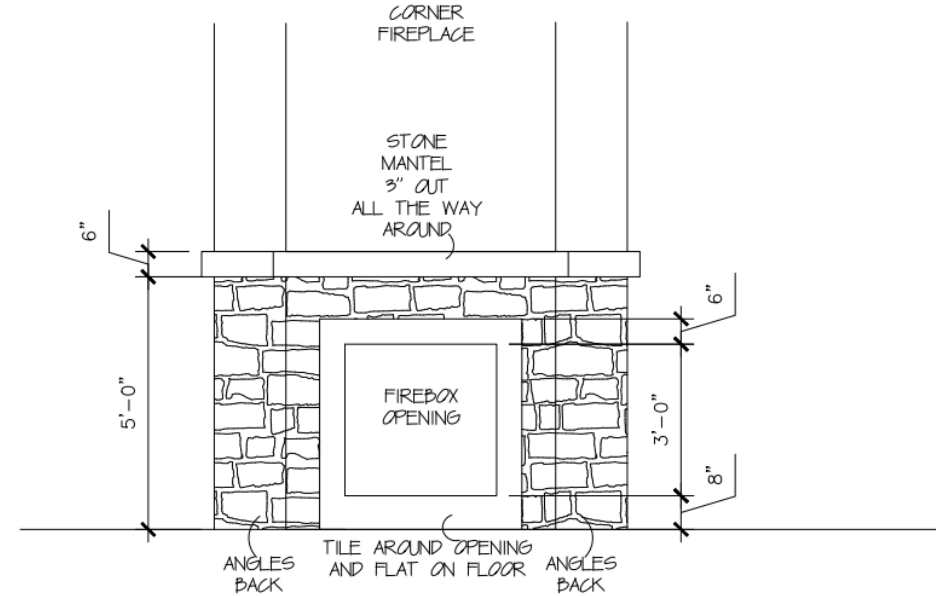 CORNER
FIREPLACE
STONE
MANTEL
3" OUT
ALL THE WAY
AROUND
6"
6"
5'-0"
FIREBOX
OPENING
3'-0"
8"
TILE AROUND OPENING
AND FLAT ON FLOOR
ANGLES
BACK
ANGLES
BACK